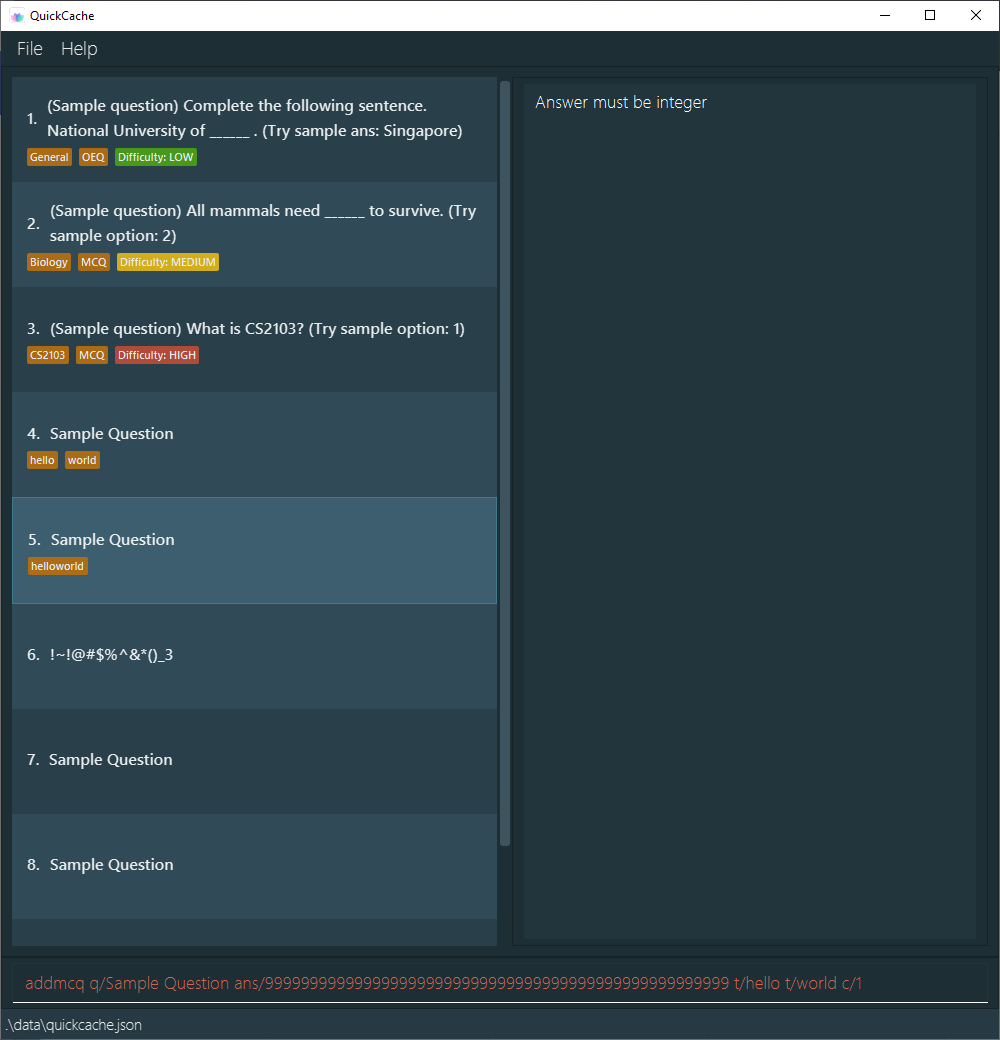 QuickCache
File Help
1. (Sample question) Complete the following sentence.
National University of ______ . (Try sample ans: Singapore)
General OEQ Difficulty: LOW
2. (Sample question) All mammals need ______ to survive. (Try
sample option: 2)
Biology MCQ Difficulty: MEDIUM
3. (Sample question) What is CS2103? (Try sample option: 1)
CS2103 MCQ Difficulty: HIGH
4. Sample Question
hello world
5. Sample Question
helloworld
6. !~!@#$%^&*()_3
7. Sample Question
8. Sample Question
Answer must be integer
addmcq q/Sample Question ans/99999999999999999999999999999999999999999999999999999999 t/hello t/world c/1
.\data\quickcache.json